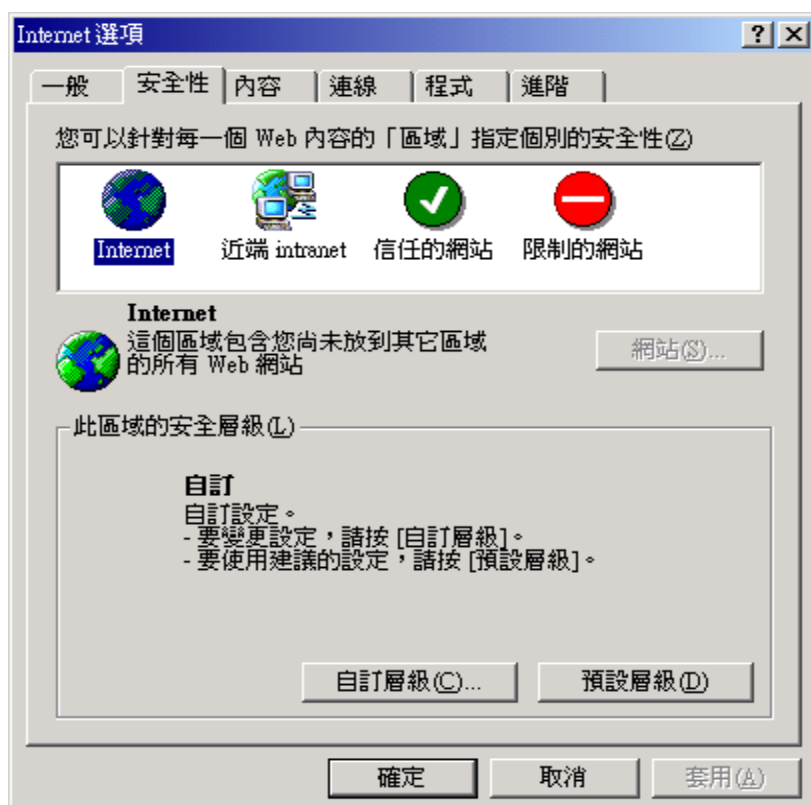 Internet 選項
一般 安全性 內容 連線 程式 進階
您可以針對每一個 Web 內容的「區域」指定個別的安全性(Z)
Internet 近端 intranet 信任的網站 限制的網站
Internet
這個區域包含您尚未放到其它區域
的所有 Web 網站
網站(S)...
此區域的安全層級(L)
自訂
自訂設定。
- 要變更設定，請按 [自訂層級]。
- 要使用建議的設定，請按 [預設層級]。
自訂層級(C)... 預設層級(D)
確定 取消 套用(A)